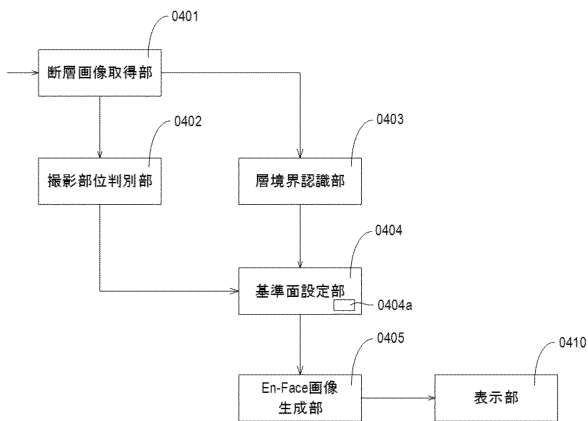 0401
断層画像取得部
0402
0403
撮影部位判別部
層境界認識部
0404
基準面設定部
0404a
0405
0410
En-Face画像
生成部
表示部